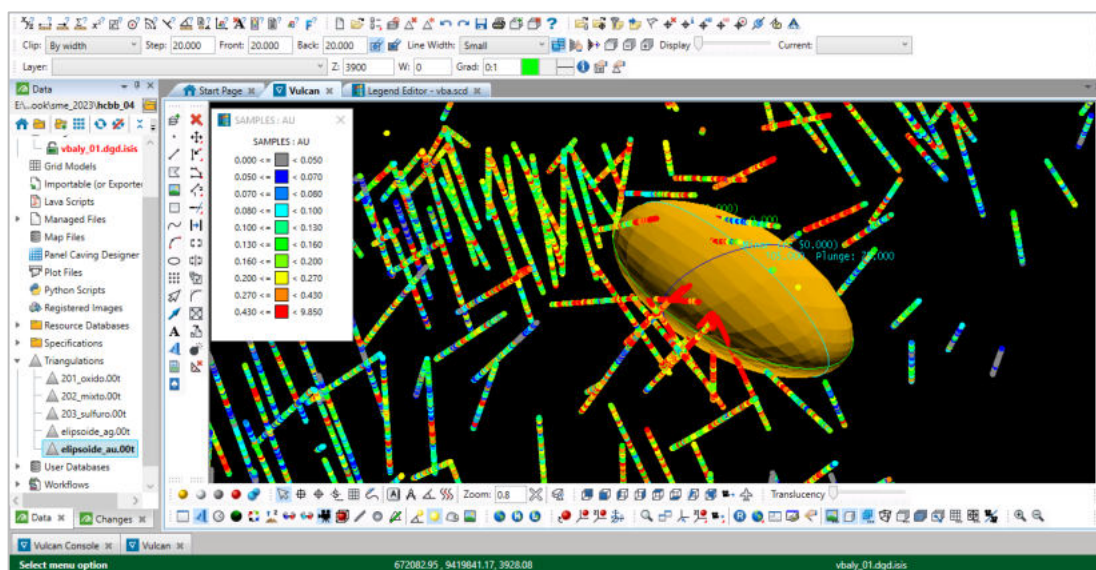 Clip: By width Step: 20.000 Front: 20.000 Back: 20.000 Line Width: Small Display Current:
Layer: Z: 3900 W: 0 Grad: 0:1
Data
E:\...ook\sme_2023\hcbb_04
vbaly_01.dgd.isis
Grid Models
Importable (or Exporte
Lava Scripts
Managed Files
Map Files
Panel Caving Designer
Plot Files
Python Scripts
Registered Images
Resource Databases
Specifications
Triangulations
201_oxido.00t
202_mixto.00t
203_sulfuro.00t
elipsoide_ag.00t
elipsoide_au.00t
User Databases
Workflows
Data
Changes
Start Page
Vulcan
Legend Editor - vba.scd
SAMPLES : AU
SAMPLES : AU
0.000 <= < 0.050
0.050 <= < 0.070
0.070 <= < 0.080
0.080 <= < 0.100
0.100 <= < 0.130
0.130 <= < 0.160
0.160 <= < 0.200
0.200 <= < 0.270
0.270 <= < 0.430
0.430 <= < 9.850
50.000)
Plunge:
Zoom: 0.8 Translucency
Vulcan Console
Vulcan
Select menu option 672082.95 , 9419841.17, 3928.08 vbaly_01.dgd.isis